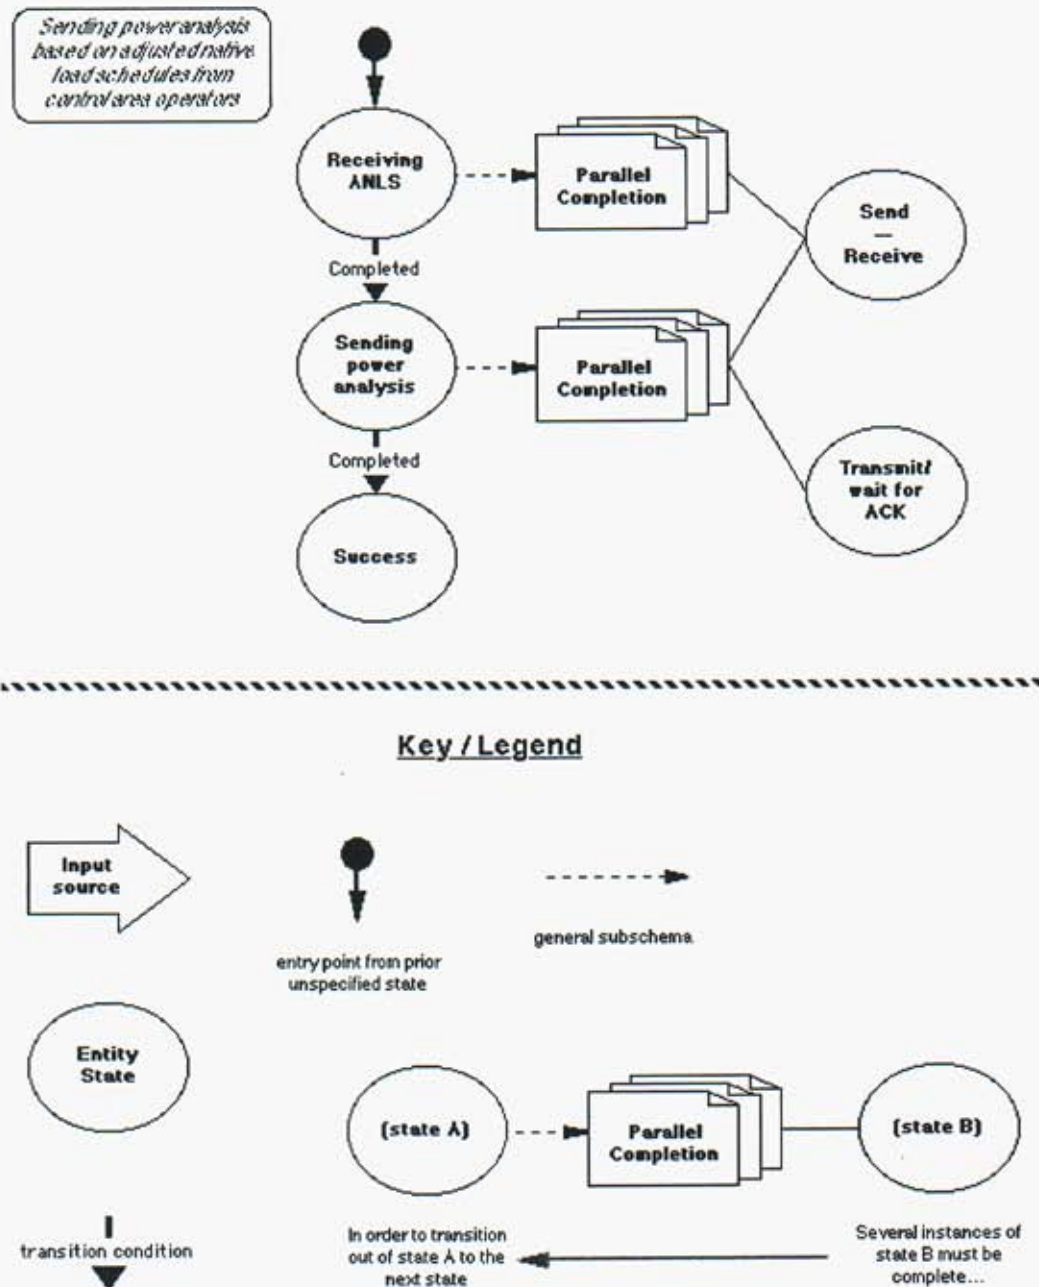 Sending power analysis
based on adjusted native
load schedules from
control area operators
Receiving
ANLS
Parallel
Completion
Send
—
Receive
Completed
Sending
power
analysis
Parallel
Completion
Completed
Transmit/
wait for
ACK
Success
Key / Legend
Input
source
entry point from prior
unspecified state
general subschema
Entity
State
(state A)
Parallel
Completion
(state B)
transition condition
In order to transition
out of state A to the
next state
Several instances of
state B must be
complete...